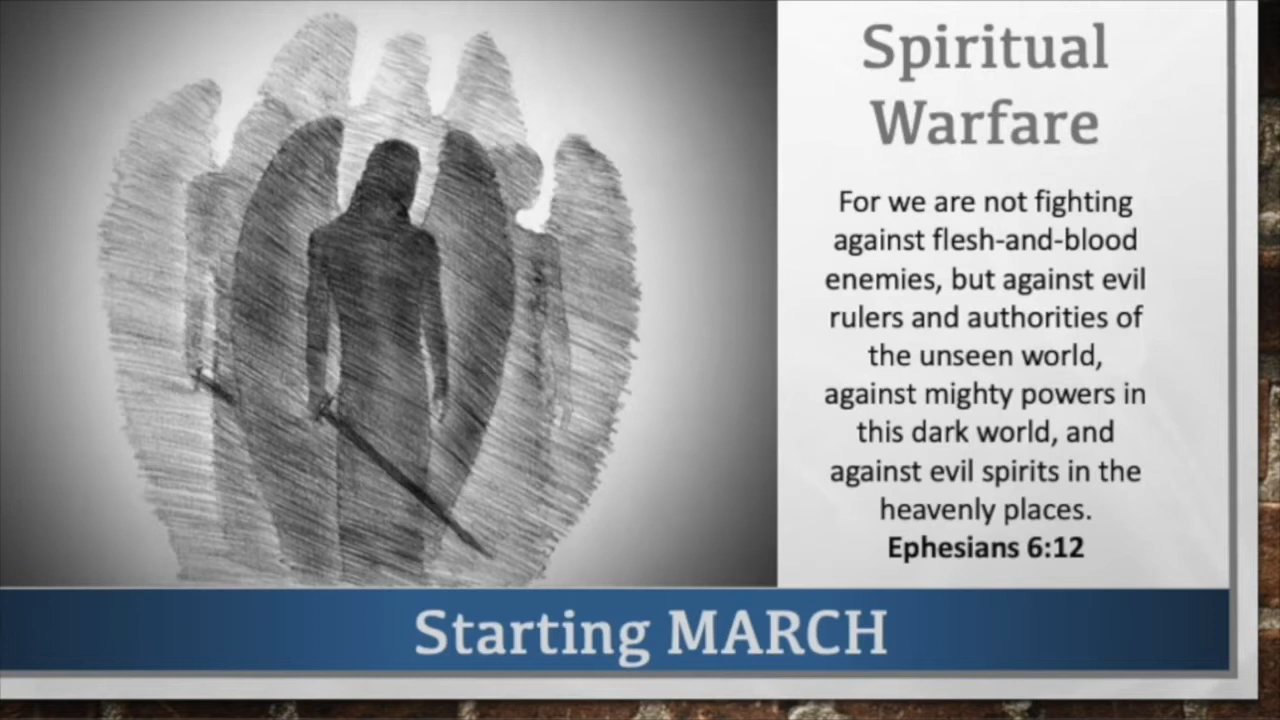 Spiritual
Warfare
For we are not fighting
against flesh-and-blood
enemies, but against evil
rulers and authorities of
the unseen world,
against mighty powers in
this dark world, and
against evil spirits in the
heavenly places.
Ephesians 6:12
Starting MARCH